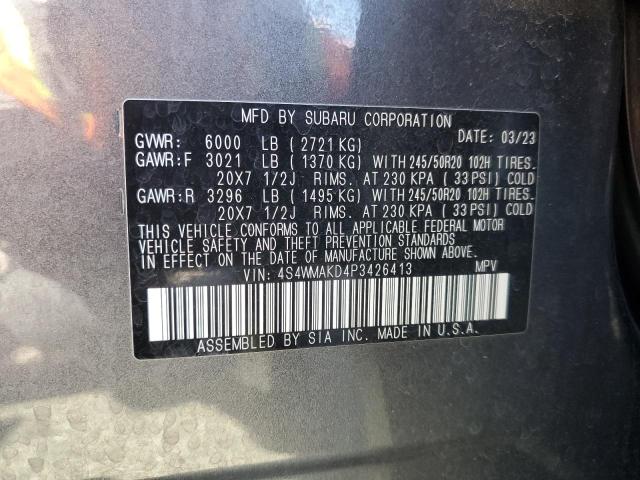 MFD BY SUBARU CORPORATION
GVWR: 6000 LB ( 2721 KG) DATE: 03/23
GAWR:F 3021 LB ( 1370 KG) WITH 245/50R20 102H TIRES.
20X7 1/2J RIMS. AT 230 KPA ( 33 PSI) COLD
GAWR:R 3296 LB ( 1495 KG) WITH 245/50R20 102H TIRES.
20X7 1/2J RIMS. AT 230 KPA ( 33 PSI) COLD
THIS VEHICLE CONFORMS TO ALL APPLICABLE FEDERAL MOTOR
VEHICLE SAFETY AND THEFT PREVENTION STANDARDS
IN EFFECT ON THE DATE OF MANUFACTURE SHOWN ABOVE.
VIN: 4S4WMAKD4P3426413 MPV
ASSEMBLED BY SIA INC. MADE IN U.S.A.